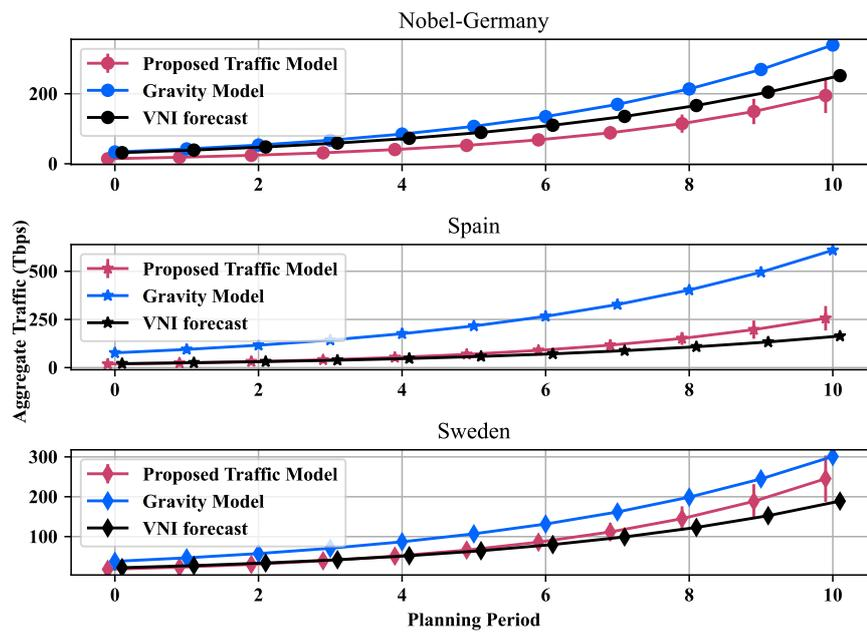 Nobel-Germany
Proposed Traffic Model
Gravity Model
VNI forecast
200
0
0 2 4 6 8 10
Spain
Aggregate Traffic (Tbps)
Proposed Traffic Model
Gravity Model
VNI forecast
500
250
0
0 2 4 6 8 10
Sweden
Proposed Traffic Model
Gravity Model
VNI forecast
300
200
100
0 2 4 6 8 10
Planning Period